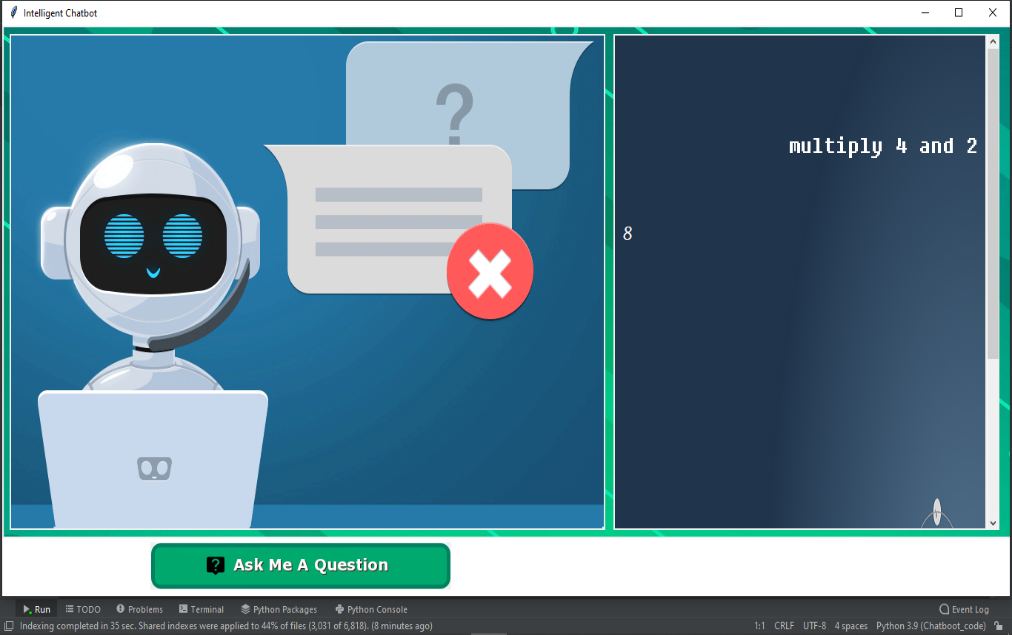 Intelligent Chatbot
?
multiply 4 and 2
8
? Ask Me A Question
Run TODO Problems Terminal Python Packages Python Console Event Log
Indexing completed in 35 sec. Shared indexes were applied to 44% of files (3,031 of 6,818). (8 minutes ago) 1:1 CRLF UTF-8 4 spaces Python 3.9 (Chatboot_code)